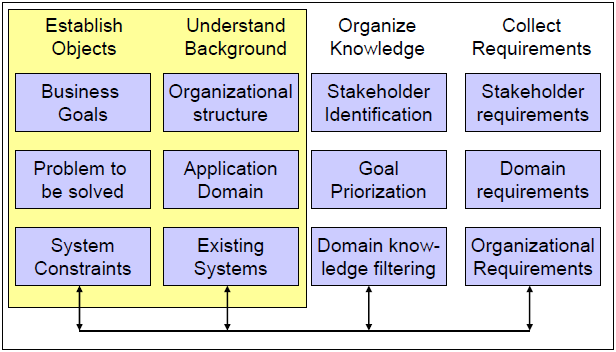 Establish
Objects
Understand
Background
Organize
Knowledge
Collect
Requirements
Business
Goals
Organizational
structure
Stakeholder
Identification
Stakeholder
requirements
Problem to
be solved
Application
Domain
Goal
Priorization
Domain
requirements
System
Constraints
Existing
Systems
Domain know-
ledge filtering
Organizational
Requirements